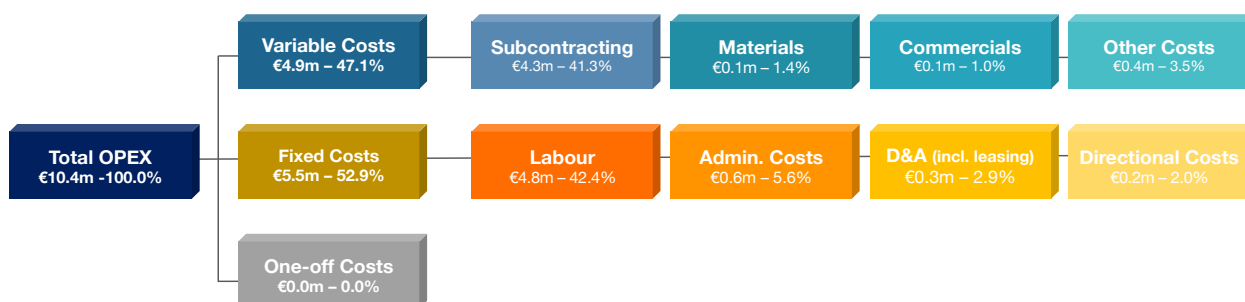 Variable Costs
€4.9m – 47.1%
Subcontracting
€4.3m – 41.3%
Materials
€0.1m – 1.4%
Commercials
€0.1m – 1.0%
Other Costs
€0.4m – 3.5%
Total OPEX
€10.4m -100.0%
Fixed Costs
€5.5m – 52.9%
Labour
€4.8m – 42.4%
Admin. Costs
€0.6m – 5.6%
D&A (incl. leasing)
€0.3m – 2.9%
Directional Costs
€0.2m – 2.0%
One-off Costs
€0.0m – 0.0%